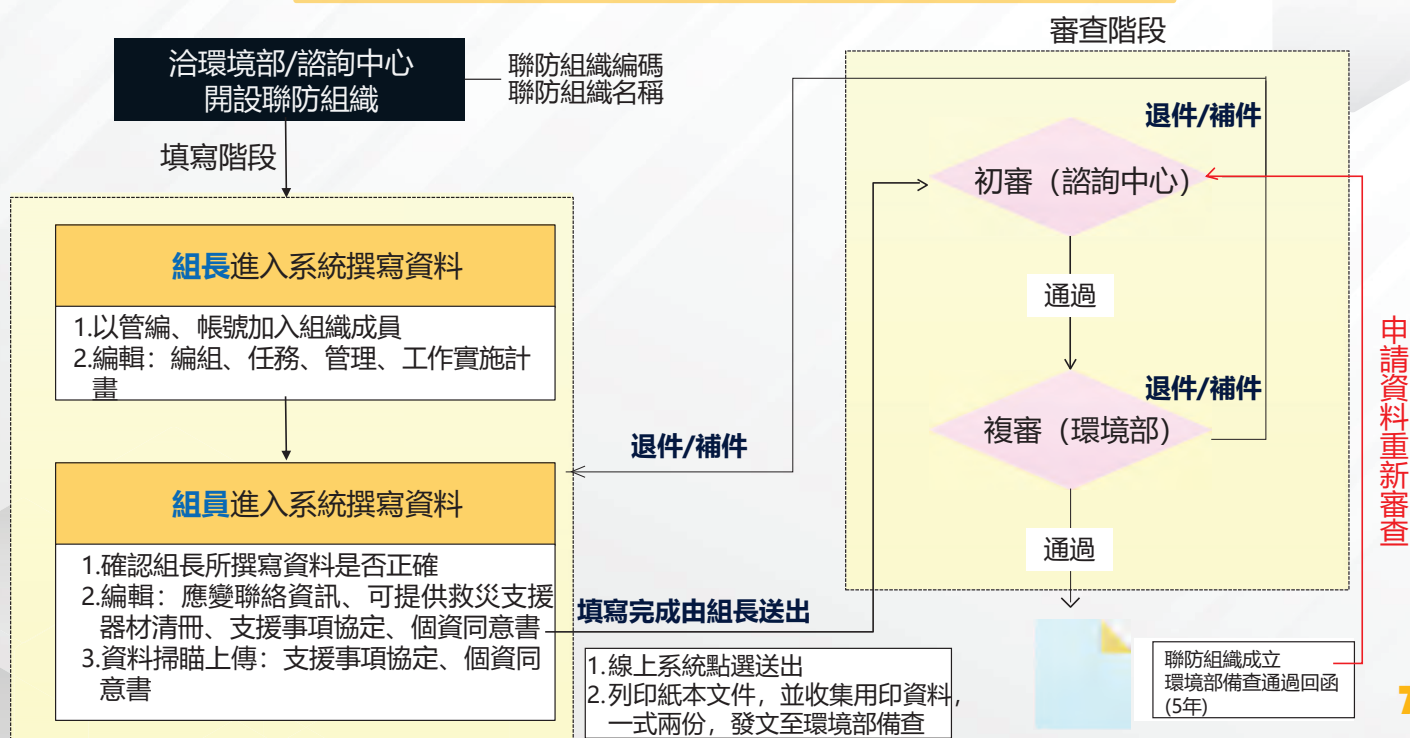 洽環境部/諮詢中心
開設聯防組織
聯防組織編碼
聯防組織名稱
填寫階段
組長進入系統撰寫資料
1.以管編、帳號加入組織成員
2.編輯：編組、任務、管理、工作實施計
畫
組員進入系統撰寫資料
1.確認組長所撰寫資料是否正確
2.編輯：應變聯絡資訊、可提供救災支援
器材清冊、支援事項協定、個資同意書
3.資料掃瞄上傳：支援事項協定、個資同
意書
退件/補件
填寫完成由組長送出
1.線上系統點選送出
2.列印紙本文件，並收集用印資料，
一式兩份，發文至環境部備查
審查階段
退件/補件
初審（諮詢中心）
通過
退件/補件
複審（環境部）
通過
聯防組織成立
環境部備查通過回函
(5年)
申請資料重新審查
7